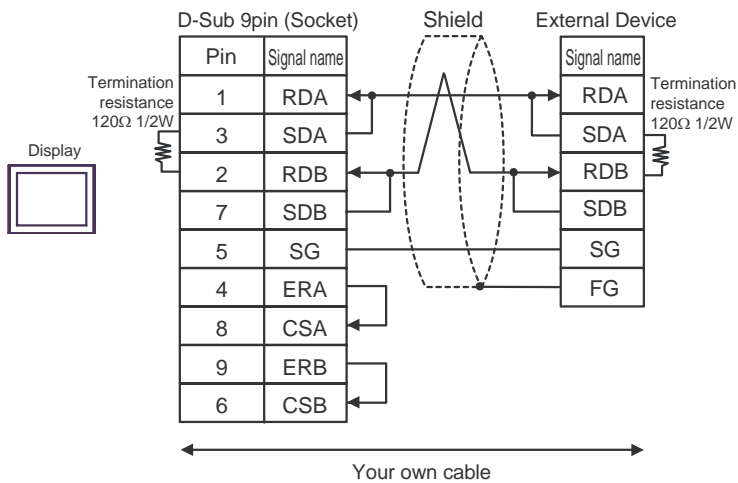 D-Sub 9pin (Socket) Shield External Device
Pin Signal name Signal name
Termination
resistance
120Ω 1/2W
Termination
resistance
120Ω 1/2W
Display
1 RDA RDA
3 SDA SDA
2 RDB RDB
7 SDB SDB
5 SG SG
4 ERA FG
8 CSA
9 ERB
6 CSB
Your own cable